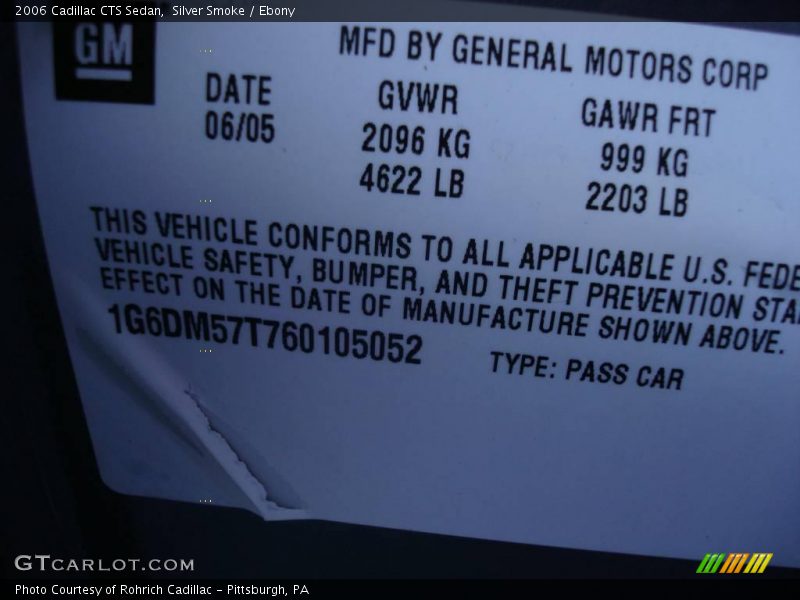 2006 Cadillac CTS Sedan, Silver Smoke / Ebony
GM
MFD BY GENERAL MOTORS CORP
DATE GVWR GAWR FRT
06/05 2096 KG 999 KG
4622 LB 2203 LB
THIS VEHICLE CONFORMS TO ALL APPLICABLE U.S. FEDE
VEHICLE SAFETY, BUMPER, AND THEFT PREVENTION STA
EFFECT ON THE DATE OF MANUFACTURE SHOWN ABOVE.
1G6DM57T760105052 TYPE: PASS CAR
GTCARLOT.COM
Photo Courtesy of Rohrich Cadillac - Pittsburgh, PA